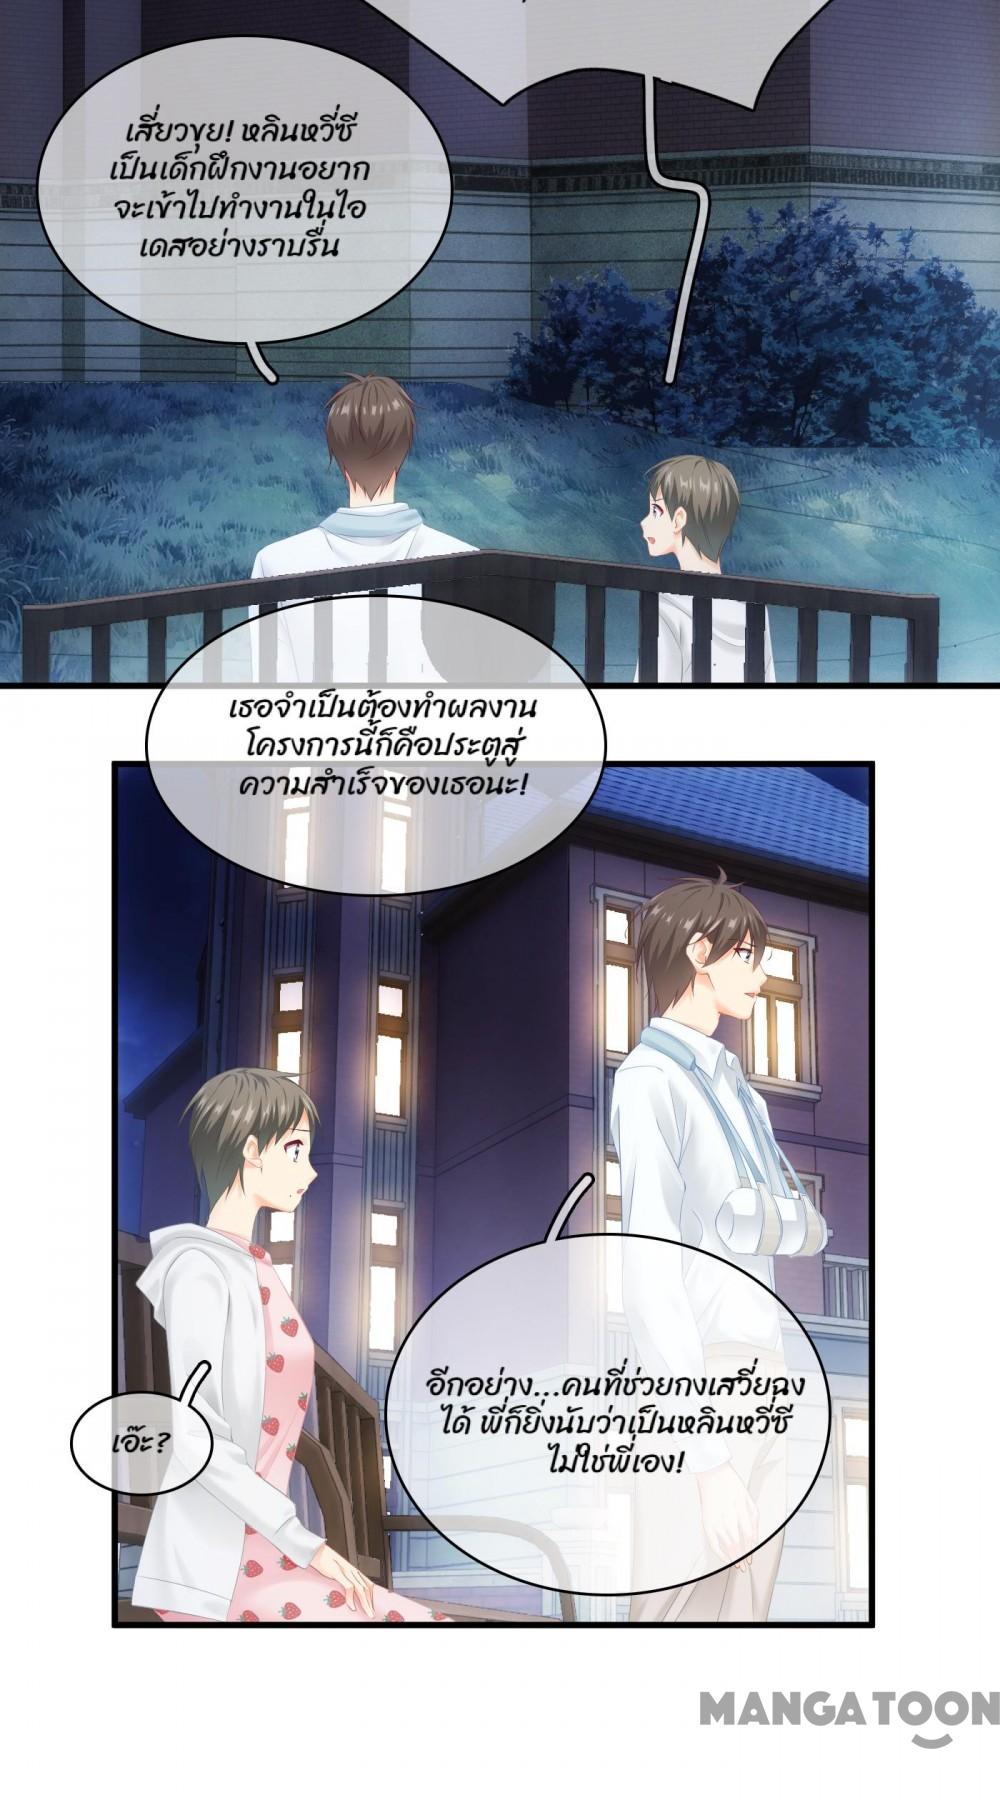 เสี่ยวขุย! หลินหวี่ซี
เป็นเด็กฝึกงานอยาก
จะเข้าไปทำงานในไอ
เดสอย่างราบรื่น
เธอจำเป็นต้องทำผลงาน
โครงการนี้ก็คือประตูสู่
ความสำเร็จของเธอนะ!
อีกอย่าง...คนที่ช่วยกงเสวี่ยฉง
ได้ พี่ก็ยิ่งนับว่าเป็นหลินหวี่ซี
ไม่ใช่พี่เอง!
เอ๊ะ?
MANGATOON